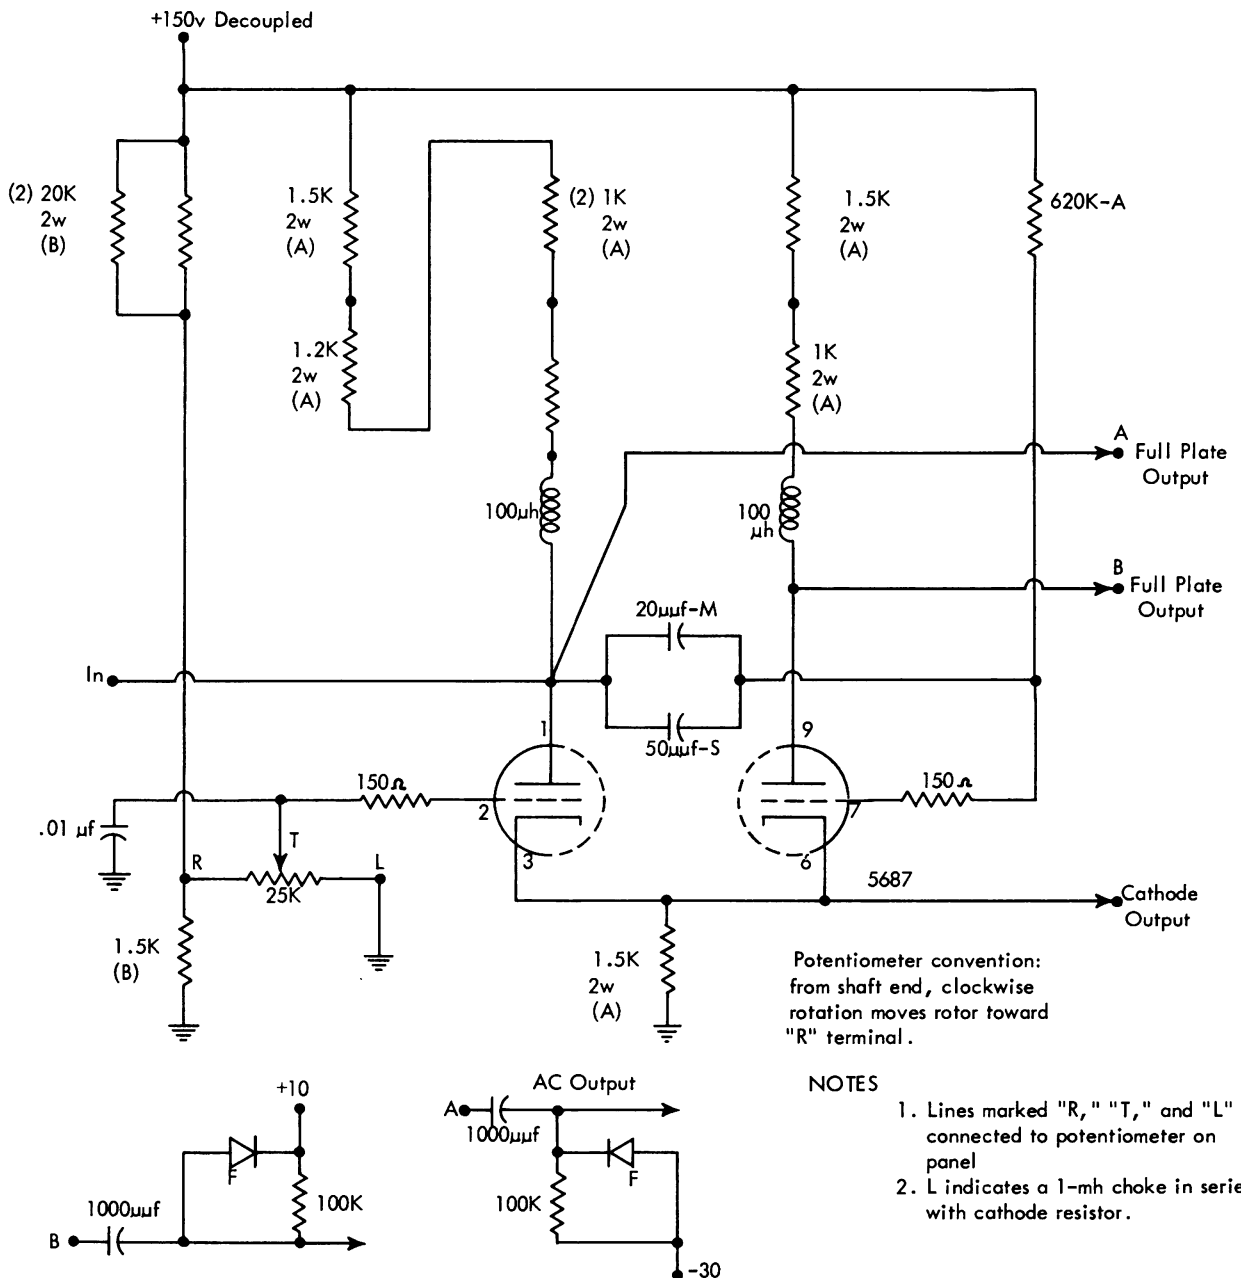 +150v Decoupled
(2) 20K
2w
(B)
1.5K
2w
(A)
(2) 1K
2w
(A)
1.5K
2w
(A)
620K-A
1.2K
2w
(A)
1K
2w
(A)
A
Full Plate
Output
100μh
100
μh
B
Full Plate
Output
20μμf-M
In
50μμf-S
1
9
150Ω
150Ω
2
7
.01 μf
T
3
6
R
L
25K
5687
Cathode
Output
1.5K
(B)
1.5K
2w
(A)
Potentiometer convention:
from shaft end, clockwise
rotation moves rotor toward
"R" terminal.
NOTES
1. Lines marked "R," "T," and "L"
connected to potentiometer on
panel
2. L indicates a 1-mh choke in serie
with cathode resistor.
+10
F
100K
1000μμf
B
AC Output
A
1000μμf
F
100K
-30